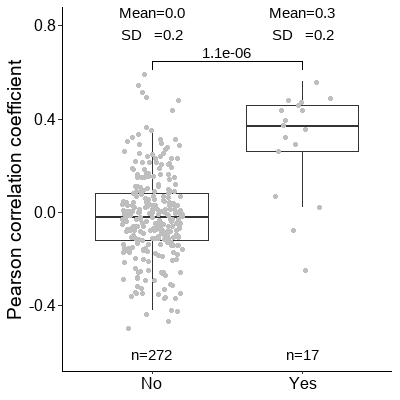 Mean=0.0 Mean=0.3
SD =0.2 SD =0.2
1.1e-06
0.8
0.4
0.0
-0.4
Pearson correlation coefficient
n=272 n=17
No Yes